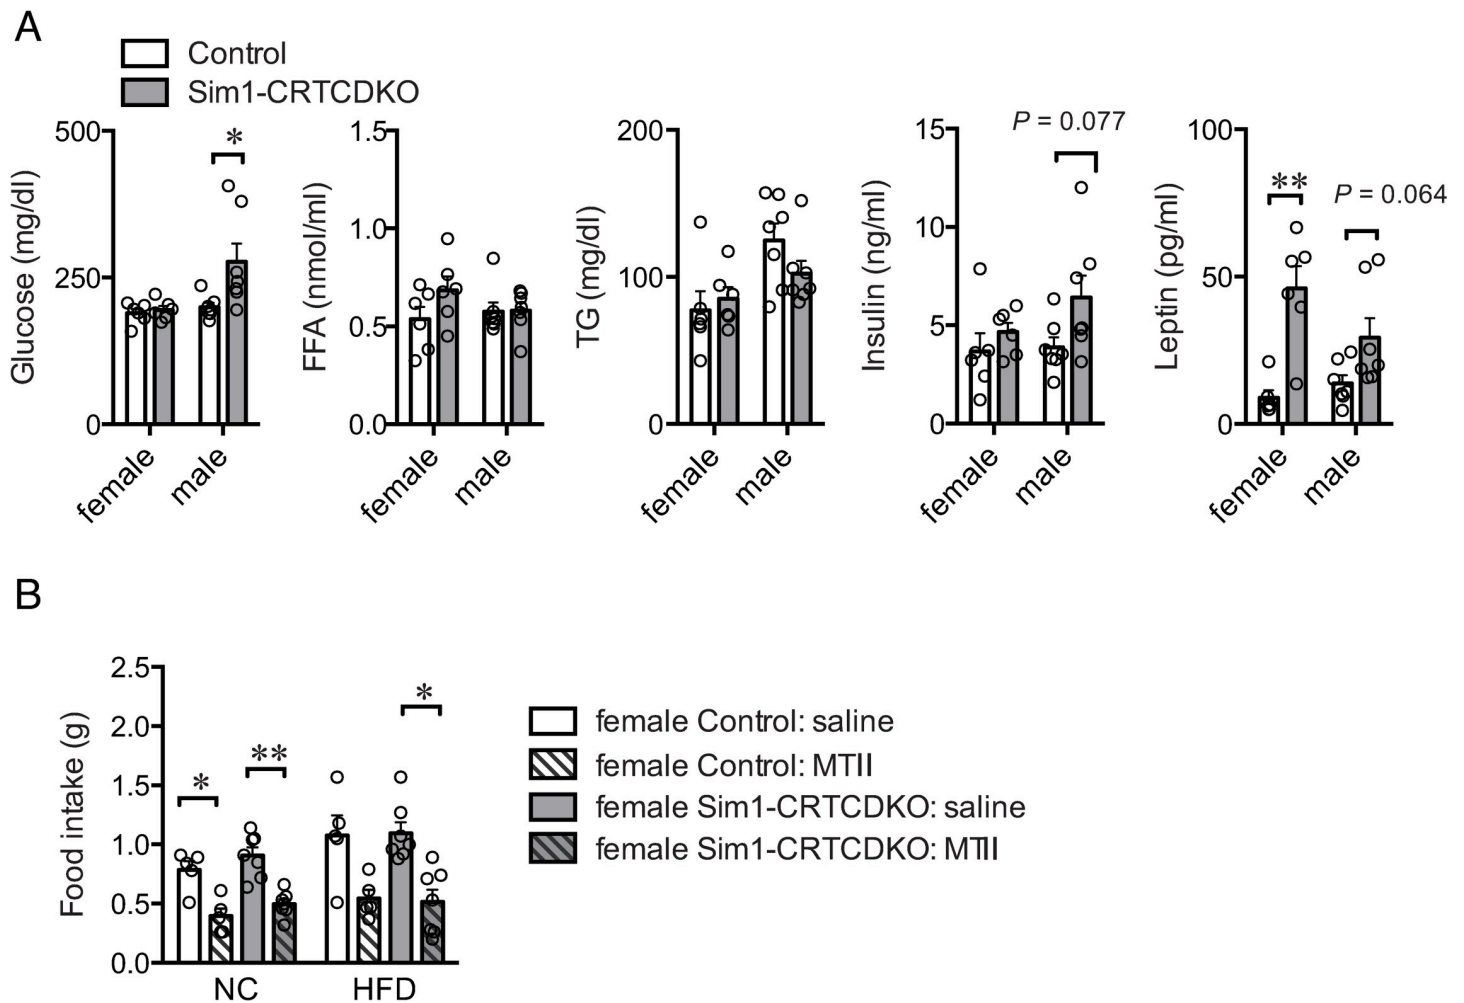 A
Control
Sim1-CRTCDKO
Glucose (mg/dl)
500
250
0
*
female
male
FFA (nmol/ml)
1.5
1.0
0.5
0.0
female
male
TG (mg/dl)
200
100
0
female
male
Insulin (ng/ml)
15
10
5
0
P = 0.077
female
male
Leptin (pg/ml)
100
50
0
**
P = 0.064
female
male
B
Food intake (g)
2.5
2.0
1.5
1.0
0.5
0.0
*
**
*
NC
HFD
female Control: saline
female Control: MTII
female Sim1-CRTCDKO: saline
female Sim1-CRTCDKO: MTII